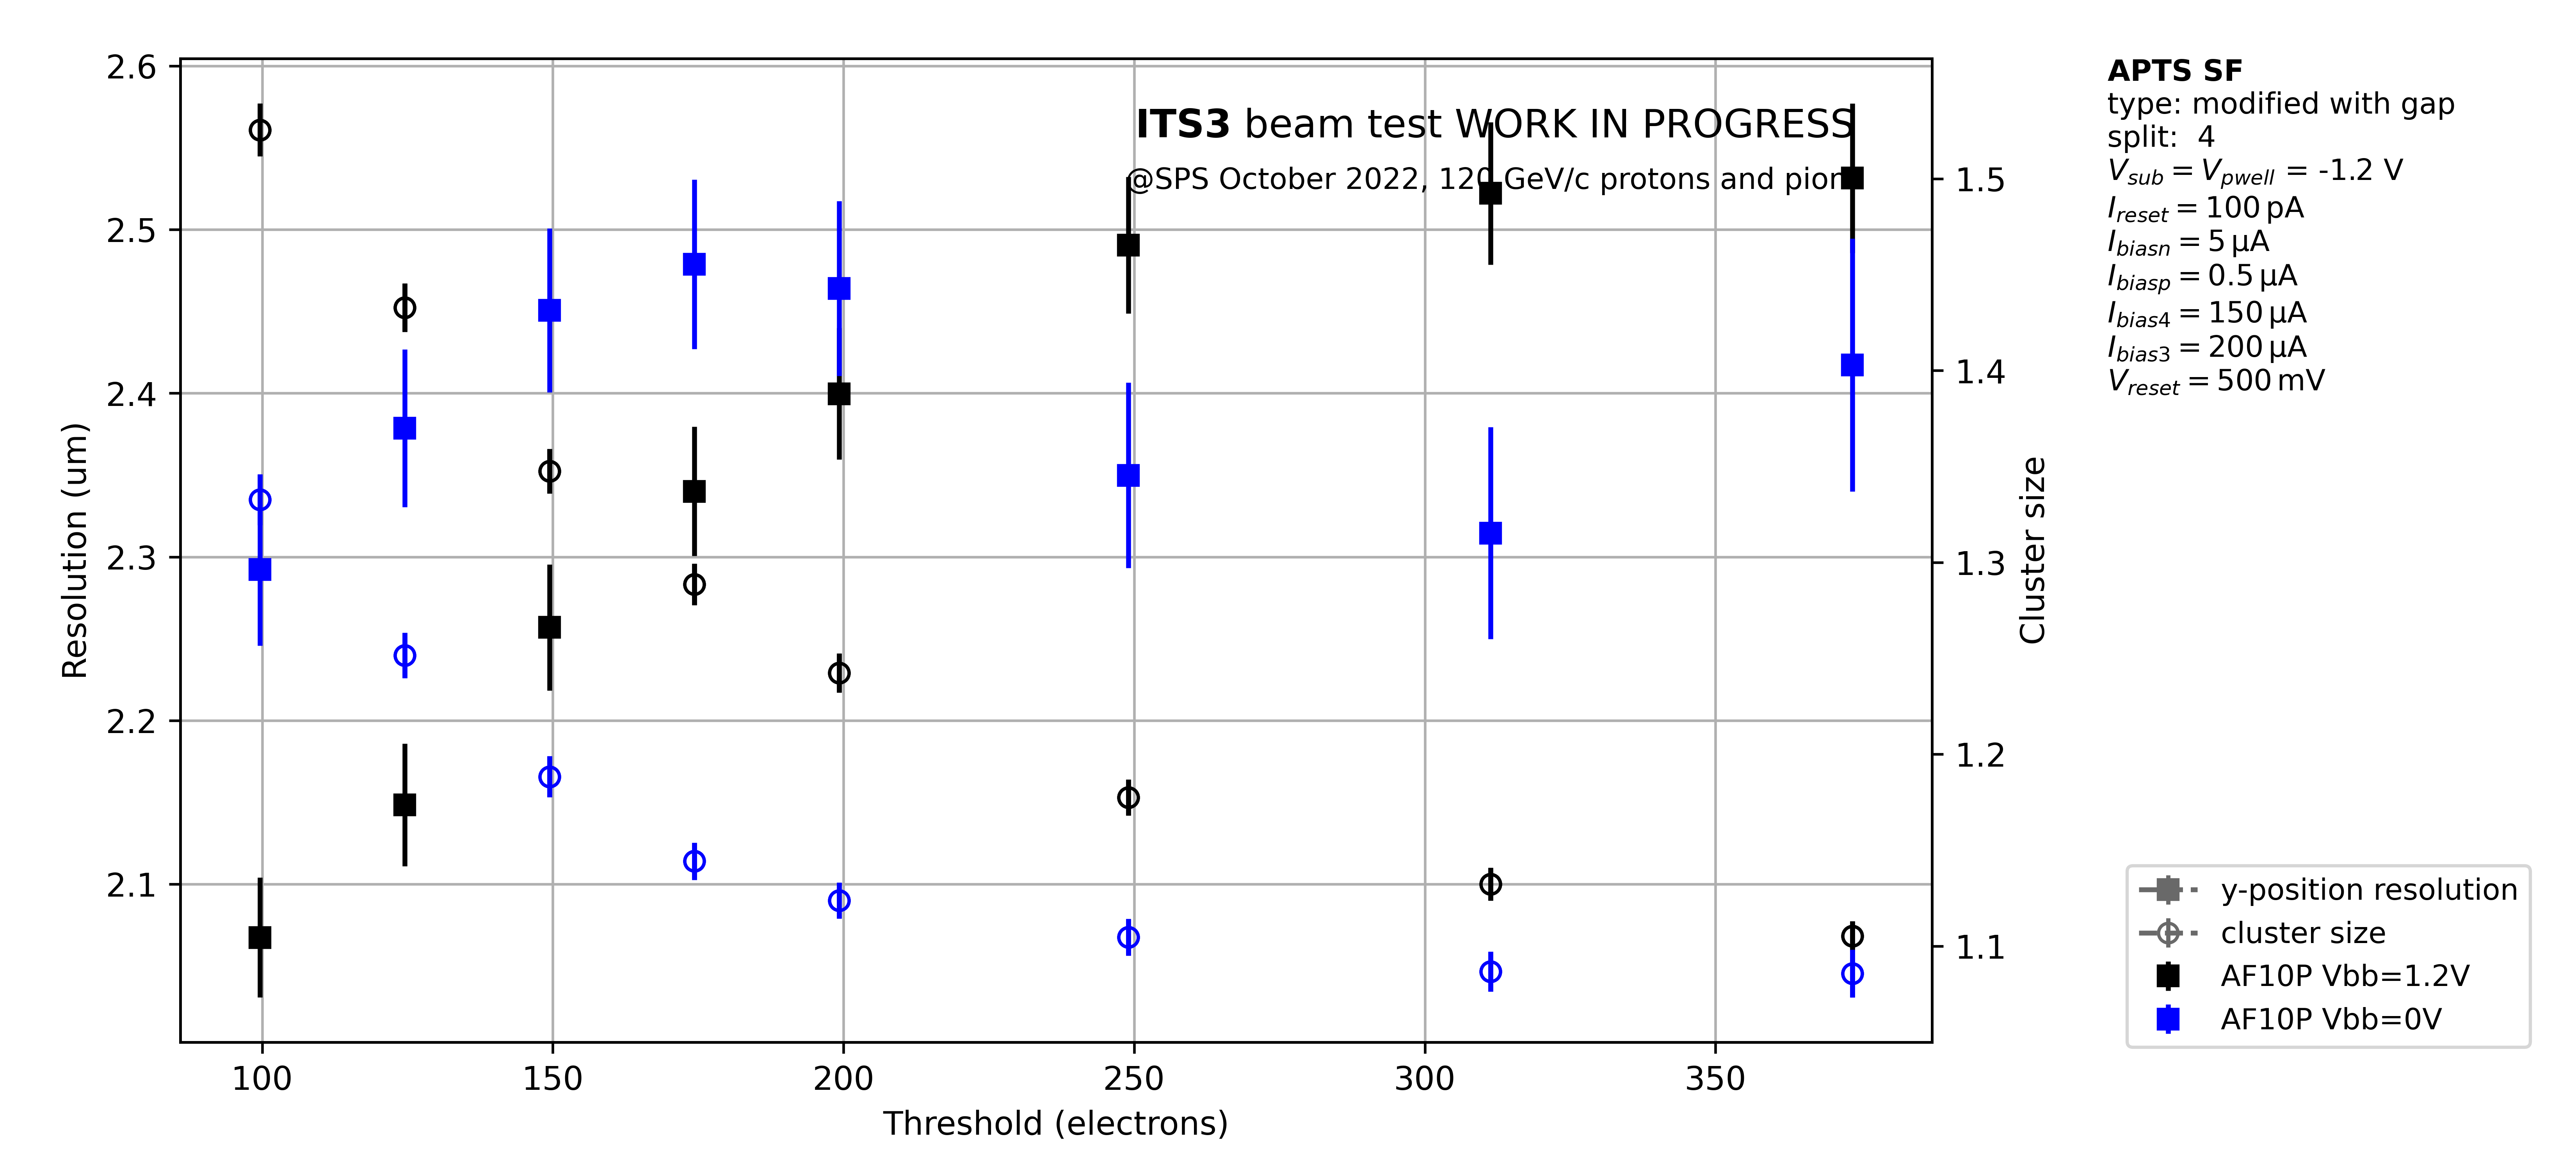 2.6
2.5
2.4
2.3
2.2
2.1
Resolution (um)
100 150 200 250 300 350
Threshold (electrons)
1.5
1.4
1.3
1.2
1.1
Cluster size
ITS3 beam test WORK IN PROGRESS
@SPS October 2022, 120 GeV/c protons and pion
APTS SF
type: modified with gap
split: 4
V_sub = V_pwell = -1.2 V
I_reset = 100 pA
I_biasn = 5 μA
I_biasp = 0.5 μA
I_bias4 = 150 μA
I_bias3 = 200 μA
V_reset = 500 mV
y-position resolution
cluster size
AF10P Vbb=1.2V
AF10P Vbb=0V